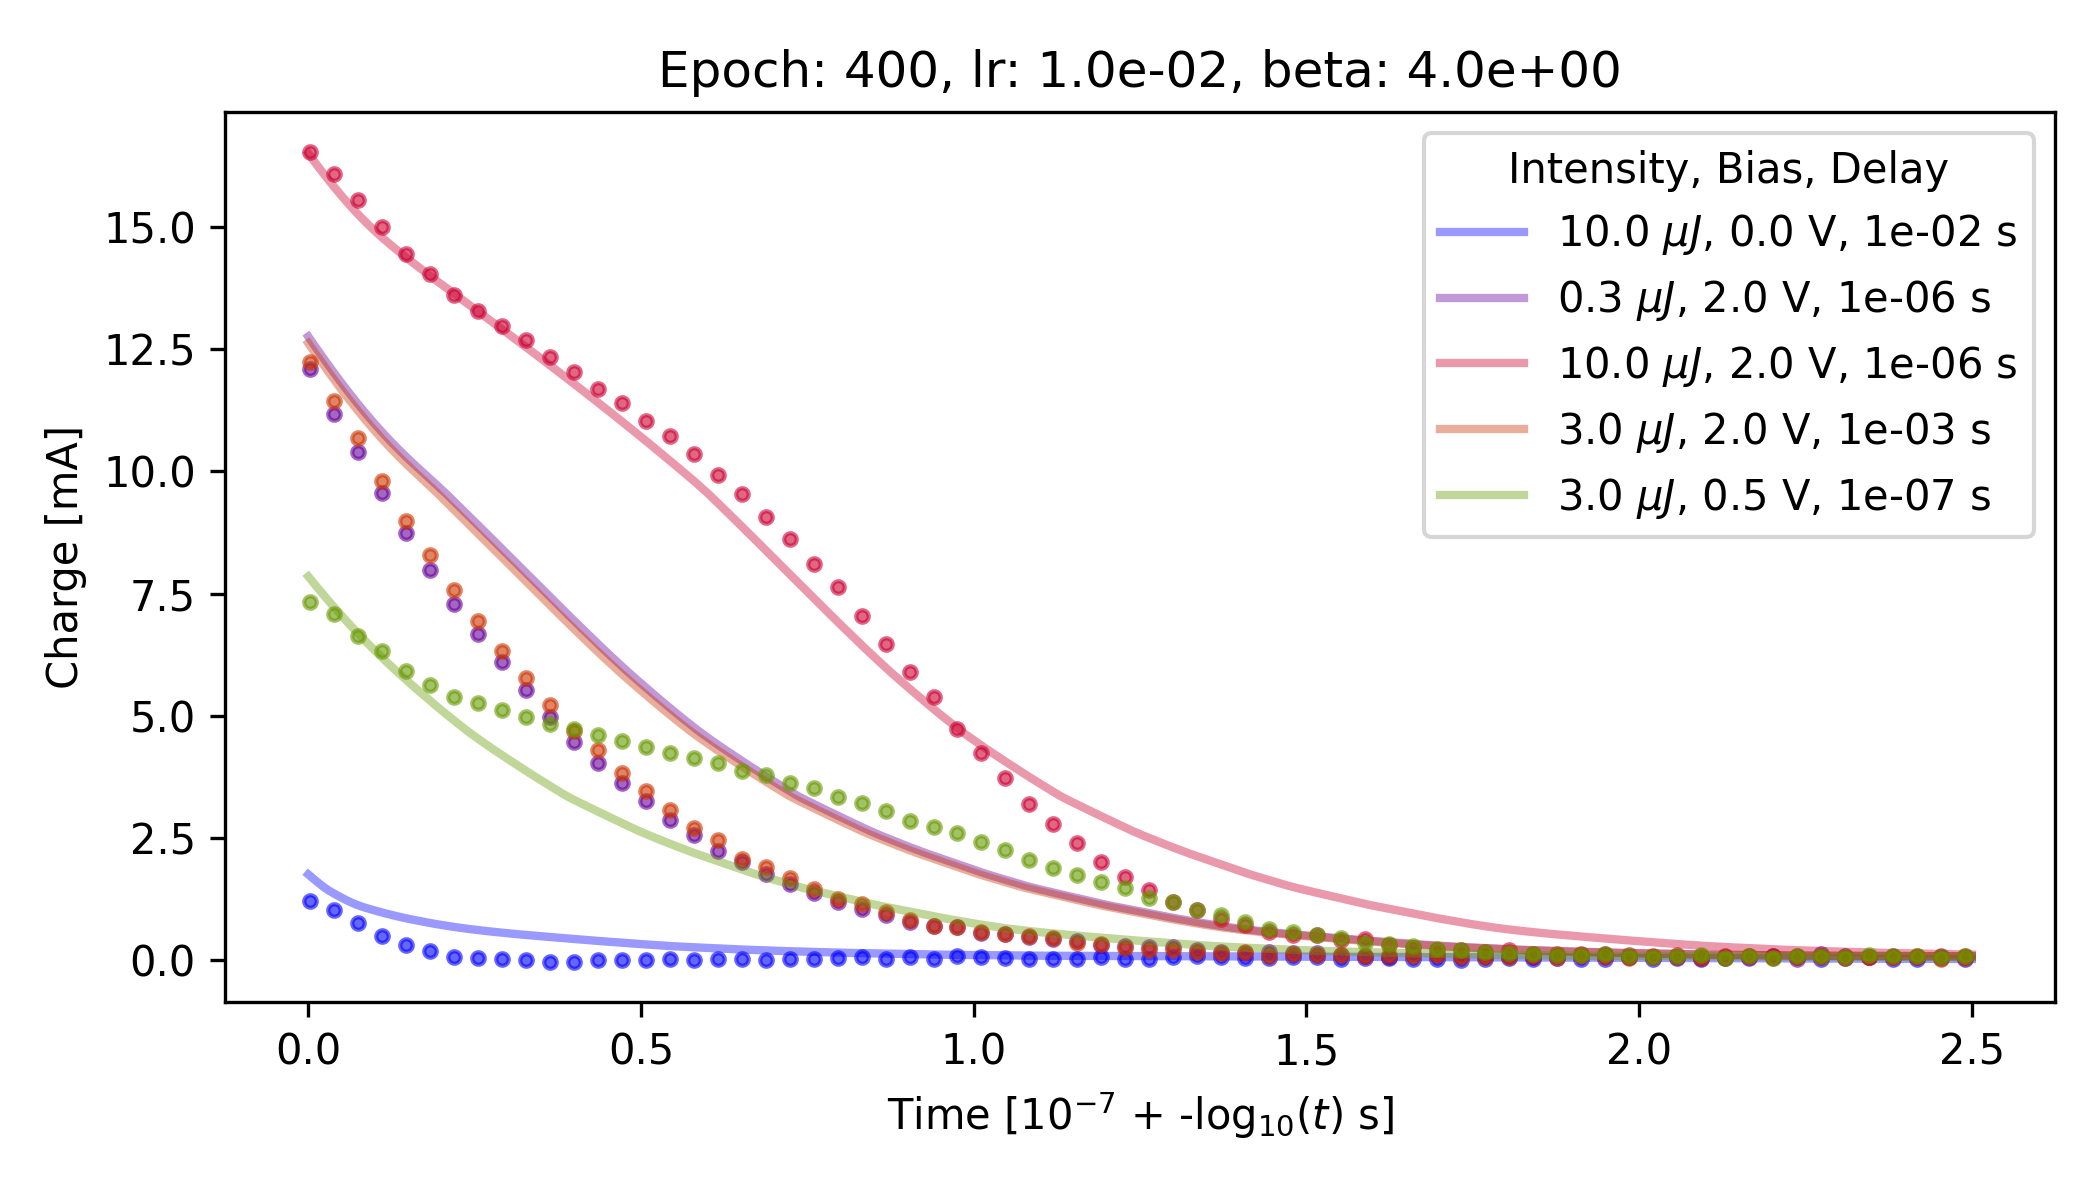 Epoch: 400, lr: 1.0e-02, beta: 4.0e+00
Intensity, Bias, Delay
10.0 μJ, 0.0 V, 1e-02 s
0.3 μJ, 2.0 V, 1e-06 s
10.0 μJ, 2.0 V, 1e-06 s
3.0 μJ, 2.0 V, 1e-03 s
3.0 μJ, 0.5 V, 1e-07 s
Charge [mA]
15.0
12.5
10.0
7.5
5.0
2.5
0.0
0.0 0.5 1.0 1.5 2.0 2.5
Time [10⁻⁷ + -log₁₀(t) s]